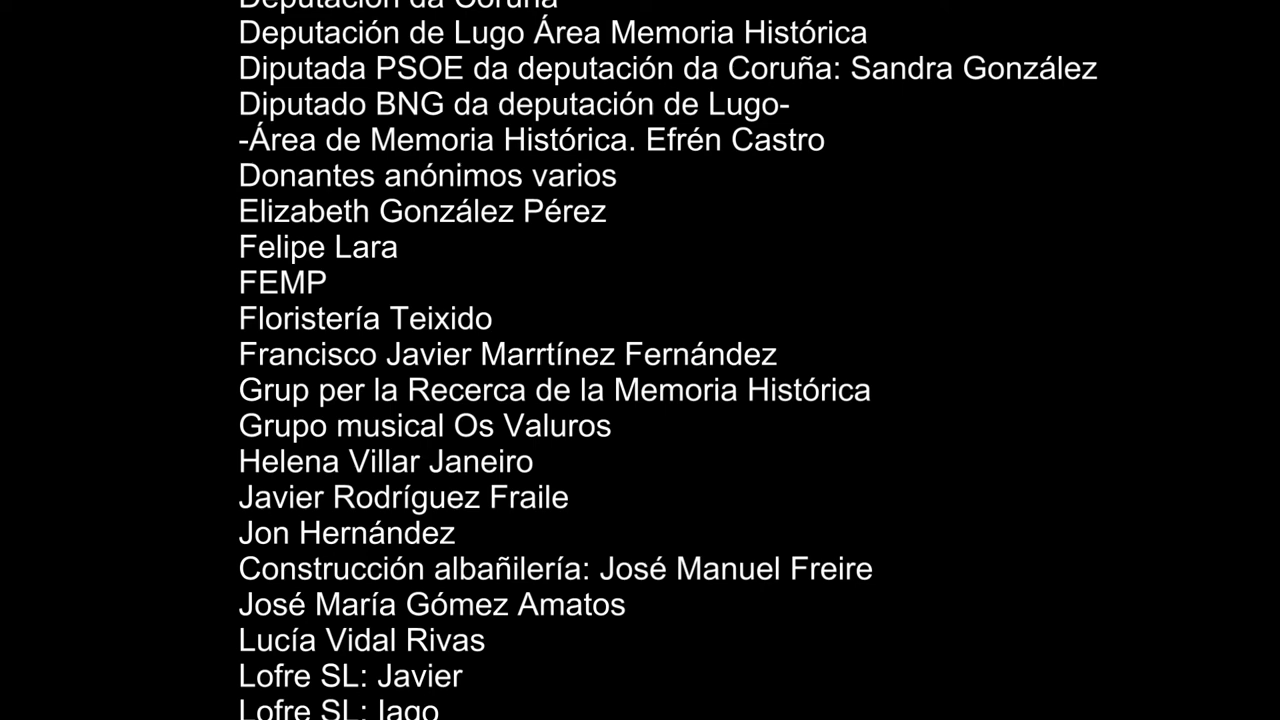 Deputación da Coruña
Deputación de Lugo Área Memoria Histórica
Diputada PSOE da deputación da Coruña: Sandra González
Diputado BNG da deputación de Lugo-
-Área de Memoria Histórica. Efrén Castro
Donantes anónimos varios
Elizabeth González Pérez
Felipe Lara
FEMP
Floristería Teixido
Francisco Javier Marrtínez Fernández
Grup per la Recerca de la Memoria Histórica
Grupo musical Os Valuros
Helena Villar Janeiro
Javier Rodríguez Fraile
Jon Hernández
Construcción albañilería: José Manuel Freire
José María Gómez Amatos
Lucía Vidal Rivas
Lofre SL: Javier
Lofre SL: Iago